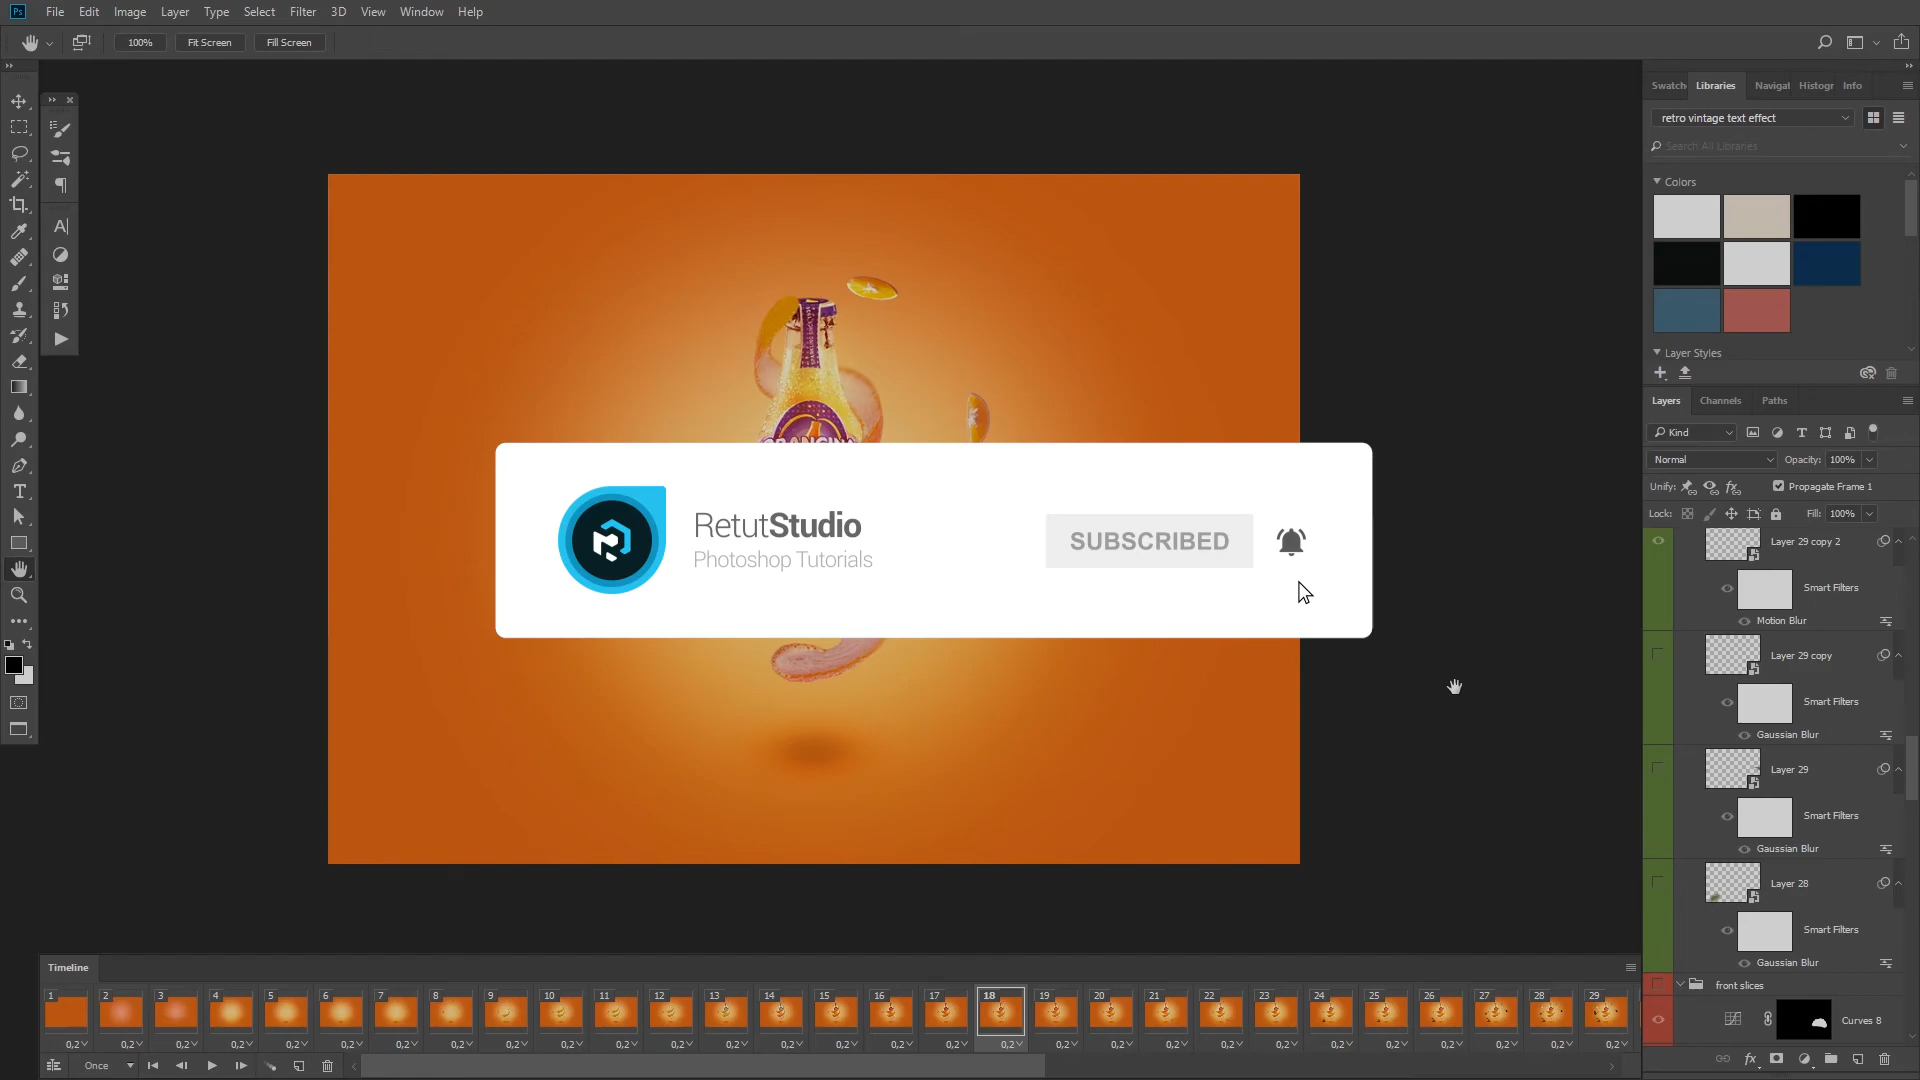 Ps File Edit Image Layer Type Select Filter 3D View Window Help
100% Fit Screen Fill Screen
Swatch Libraries Navigat Histogr Info
retro vintage text effect
Search All Libraries
Colors
Layer Styles
ORANGINA
RetutStudio
Photoshop Tutorials
SUBSCRIBED
Layers Channels Paths
Kind
Normal Opacity: 100%
Unify: Propagate Frame 1
Lock: Fill: 100%
Layer 29 copy 2
Smart Filters
Motion Blur
Layer 29 copy
Smart Filters
Gaussian Blur
Layer 29
Smart Filters
Gaussian Blur
Layer 28
Smart Filters
Gaussian Blur
front slices
Curves 8
Timeline
1 2 3 4 5 6 7 8 9 10 11 12 13 14 15 16 17 18 19 20 21 22 23 24 25 26 27 28 29
0,2 0,2 0,2 0,2 0,2 0,2 0,2 0,2 0,2 0,2 0,2 0,2 0,2 0,2 0,2 0,2 0,2 0,2 0,2 0,2 0,2 0,2 0,2 0,2 0,2 0,2 0,2 0,2 0,2
Once